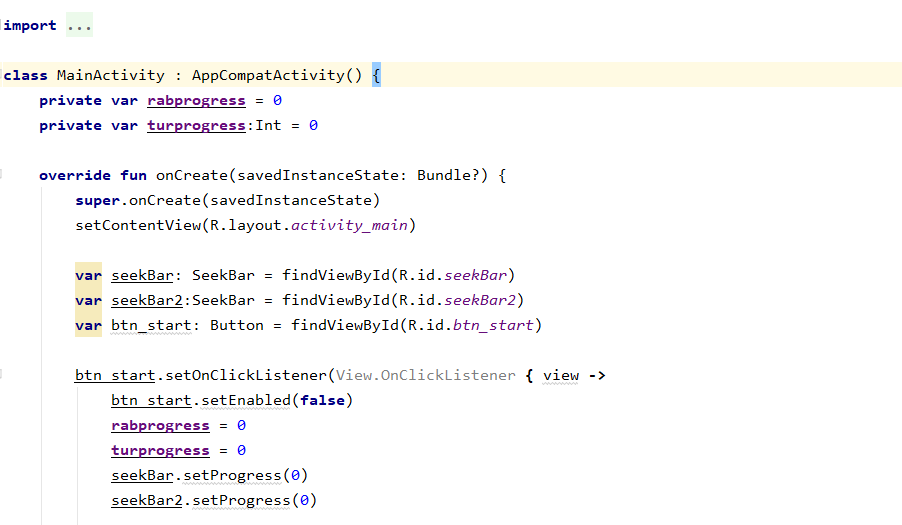 import ...
class MainActivity : AppCompatActivity() {
private var rabprogress = 0
private var turprogress:Int = 0
override fun onCreate(savedInstanceState: Bundle?) {
super.onCreate(savedInstanceState)
setContentView(R.layout.activity_main)
var seekBar: SeekBar = findViewById(R.id.seekBar)
var seekBar2:SeekBar = findViewById(R.id.seekBar2)
var btn_start: Button = findViewById(R.id.btn_start)
btn_start.setOnClickListener(View.OnClickListener { view ->
btn_start.setEnabled(false)
rabprogress = 0
turprogress = 0
seekBar.setProgress(0)
seekBar2.setProgress(0)